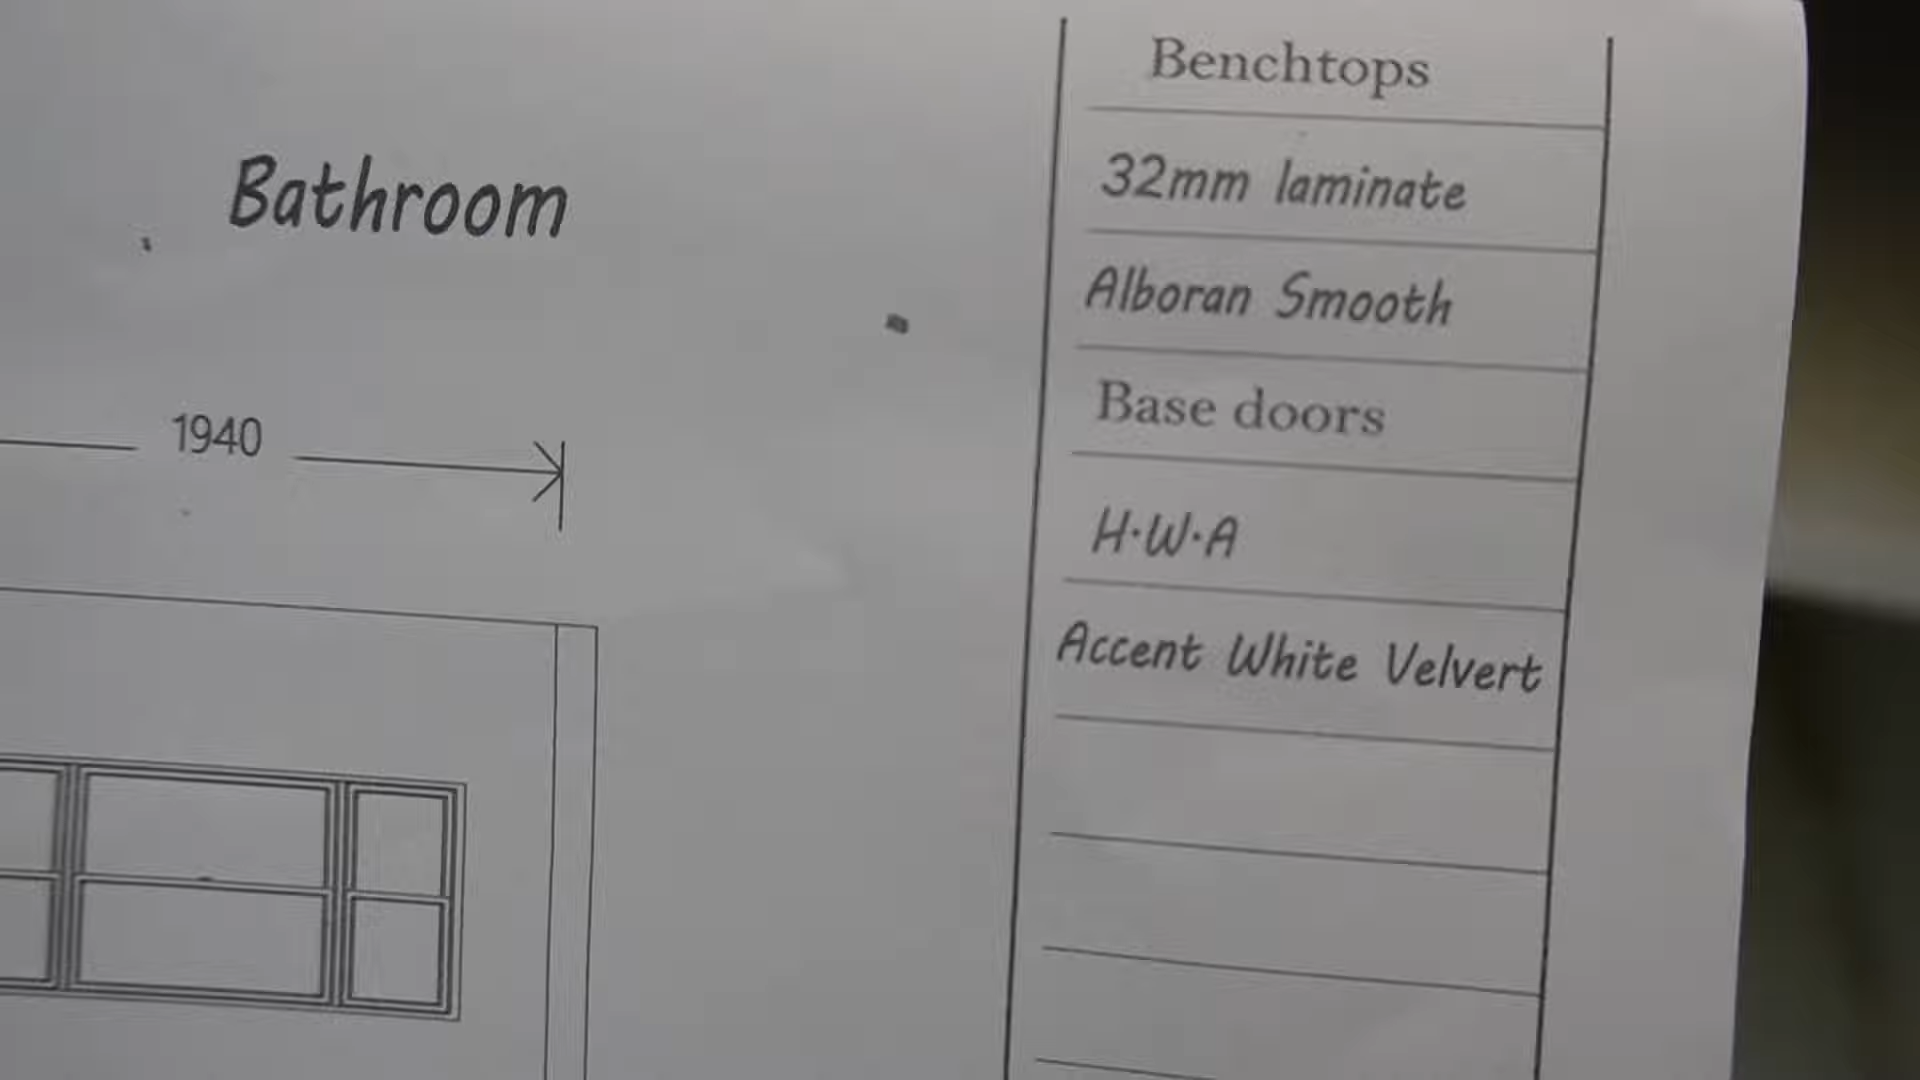 Bathroom
1940
Benchtops
32mm laminate
Alboran Smooth
Base doors
H·W·A
Accent White Velvert